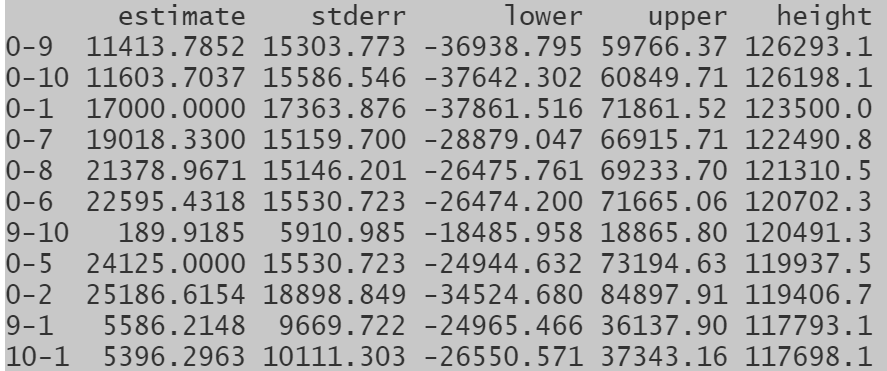 estimate stderr lower upper height
0-9 11413.7852 15303.773 -36938.795 59766.37 126293.1
0-10 11603.7037 15586.546 -37642.302 60849.71 126198.1
0-1 17000.0000 17363.876 -37861.516 71861.52 123500.0
0-7 19018.3300 15159.700 -28879.047 66915.71 122490.8
0-8 21378.9671 15146.201 -26475.761 69233.70 121310.5
0-6 22595.4318 15530.723 -26474.200 71665.06 120702.3
9-10 189.9185 5910.985 -18485.958 18865.80 120491.3
0-5 24125.0000 15530.723 -24944.632 73194.63 119937.5
0-2 25186.6154 18898.849 -34524.680 84897.91 119406.7
9-1 5586.2148 9669.722 -24965.466 36137.90 117793.1
10-1 5396.2963 10111.303 -26550.571 37343.16 117698.1